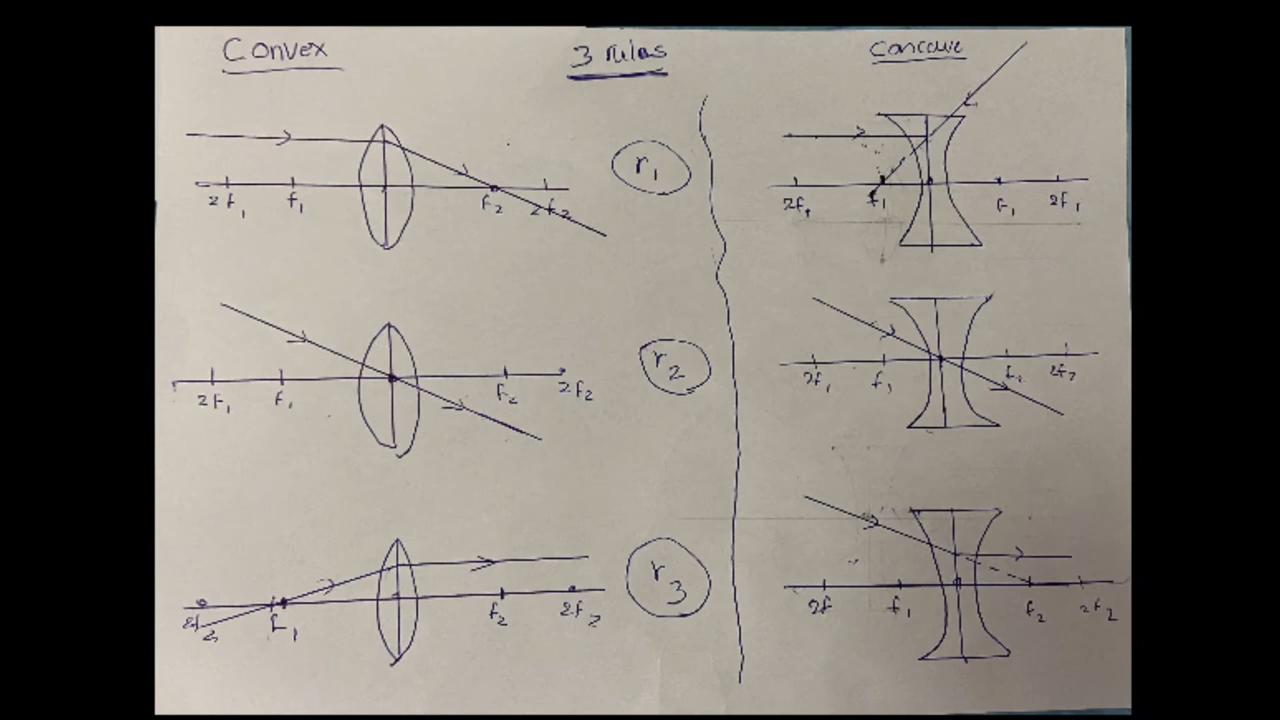 Convex 3 rules Concave
r1
2f1 f1 f2 2f2
2f1 f1 f1 2f1
r2
2f1 f1 f2 2f2
2f1 f1 f2 2f2
r3
2f2 f1 f2 2f2
2f f1 f2 2f2